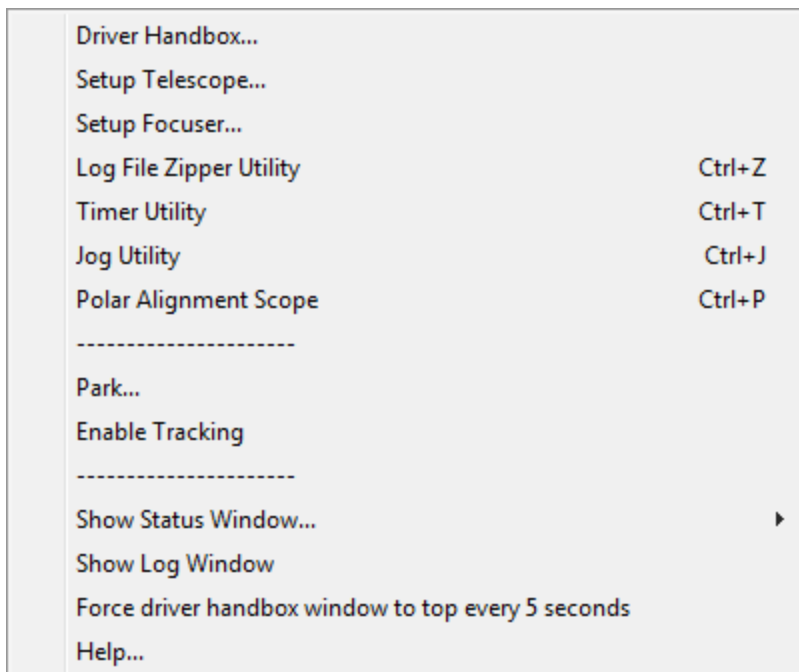 Driver Handbox...
Setup Telescope...
Setup Focuser...
Log File Zipper Utility Ctrl+Z
Timer Utility Ctrl+T
Jog Utility Ctrl+J
Polar Alignment Scope Ctrl+P
----------------------
Park...
Enable Tracking
----------------------
Show Status Window...
Show Log Window
Force driver handbox window to top every 5 seconds
Help...